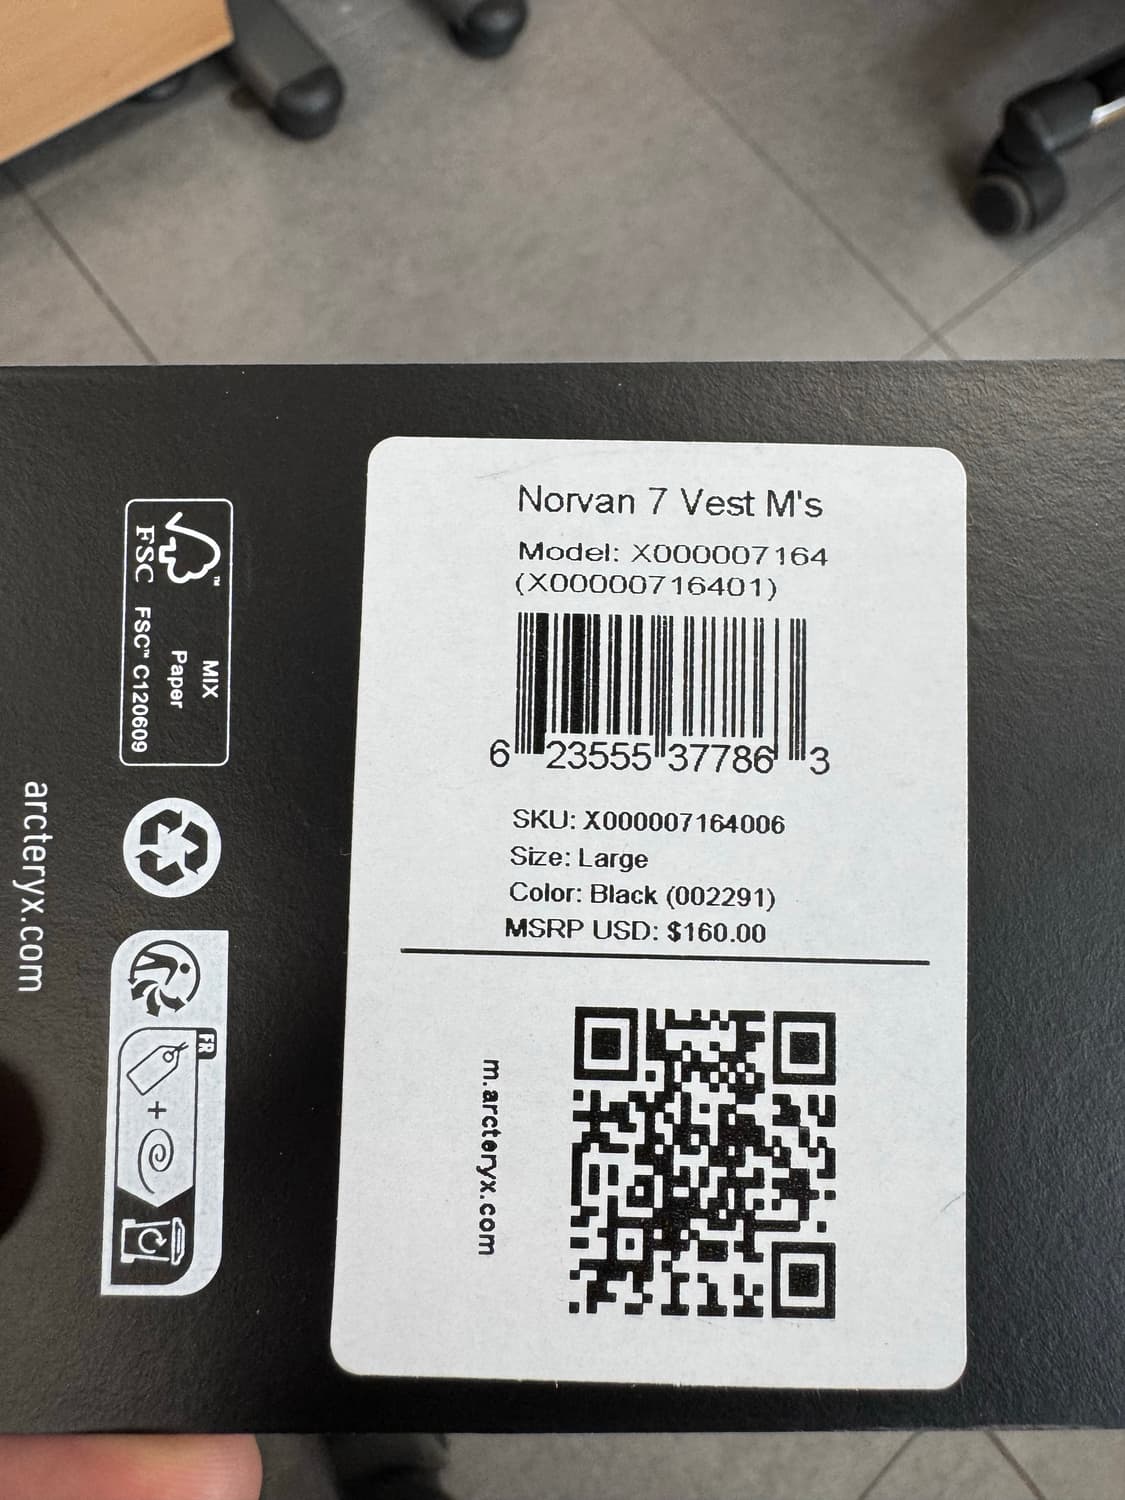 Norvan 7 Vest M's
Model: X000007164
(X00000716401)
6 23555 37786 3
SKU: X000007164006
Size: Large
Color: Black (002291)
MSRP USD: $160.00
m.arcteryx.com
MIX
Paper
FSC™ C120609
FSC™
FR
+
arcteryx.com